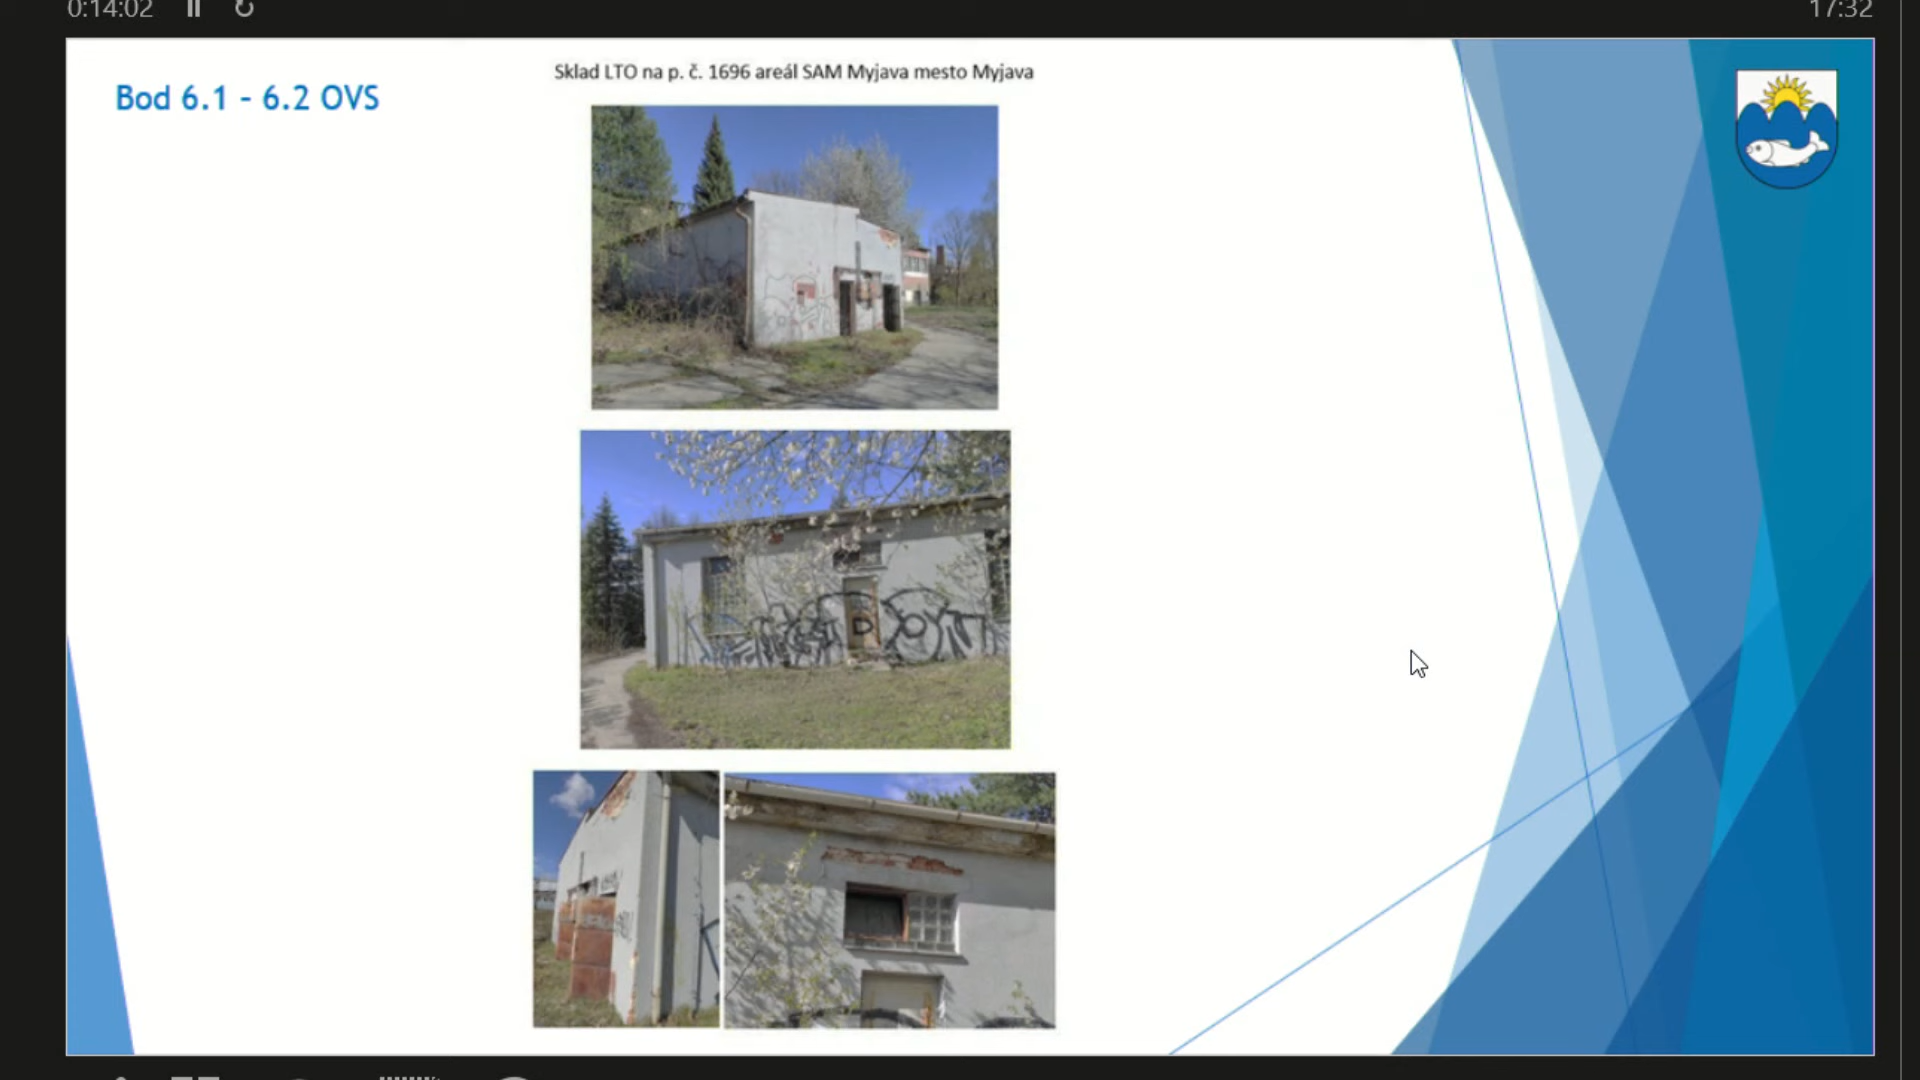 0:14:02
17:32
Sklad LTO na p. č. 1696 areál SAM Myjava mesto Myjava
Bod 6.1 - 6.2 OVS